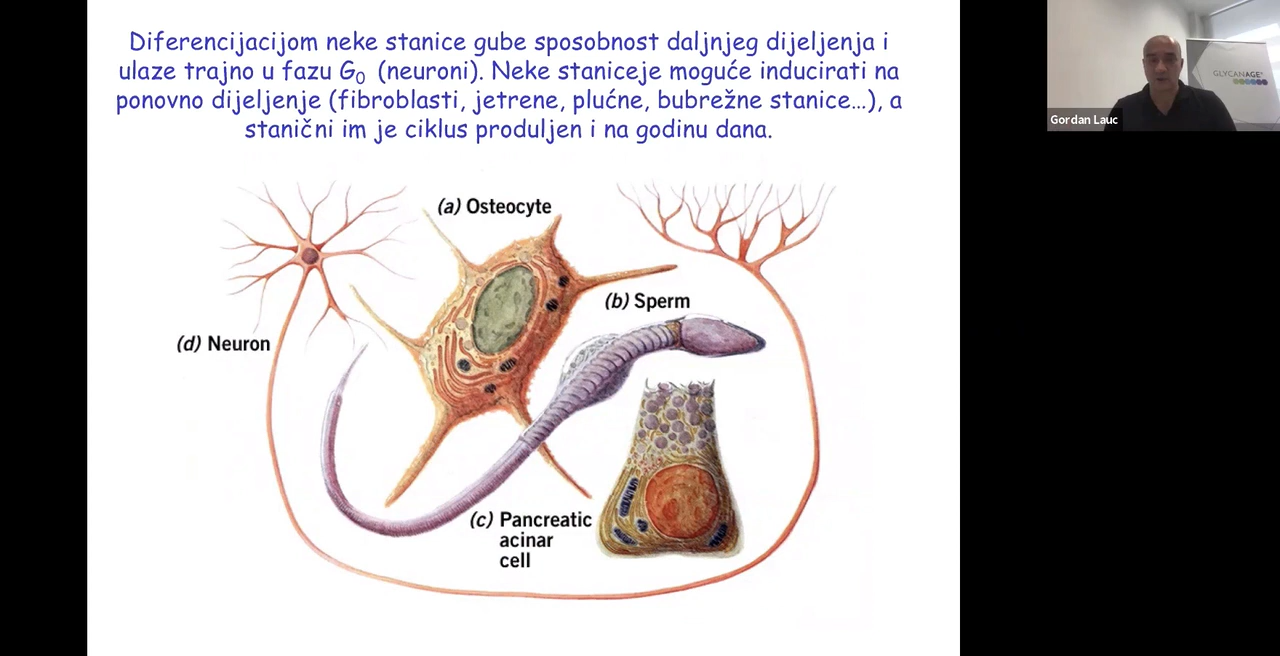 Diferencijacijom neke stanice gube sposobnost daljnjeg dijeljenja i
ulaze trajno u fazu G₀ (neuroni). Neke staniceje moguće inducirati na
ponovno dijeljenje (fibroblasti, jetrene, plućne, bubrežne stanice…), a
stanični im je ciklus produljen i na godinu dana.
GLYCANAGE
Gordan Lauc
(a) Osteocyte
(b) Sperm
(d) Neuron
(c) Pancreatic
acinar
cell